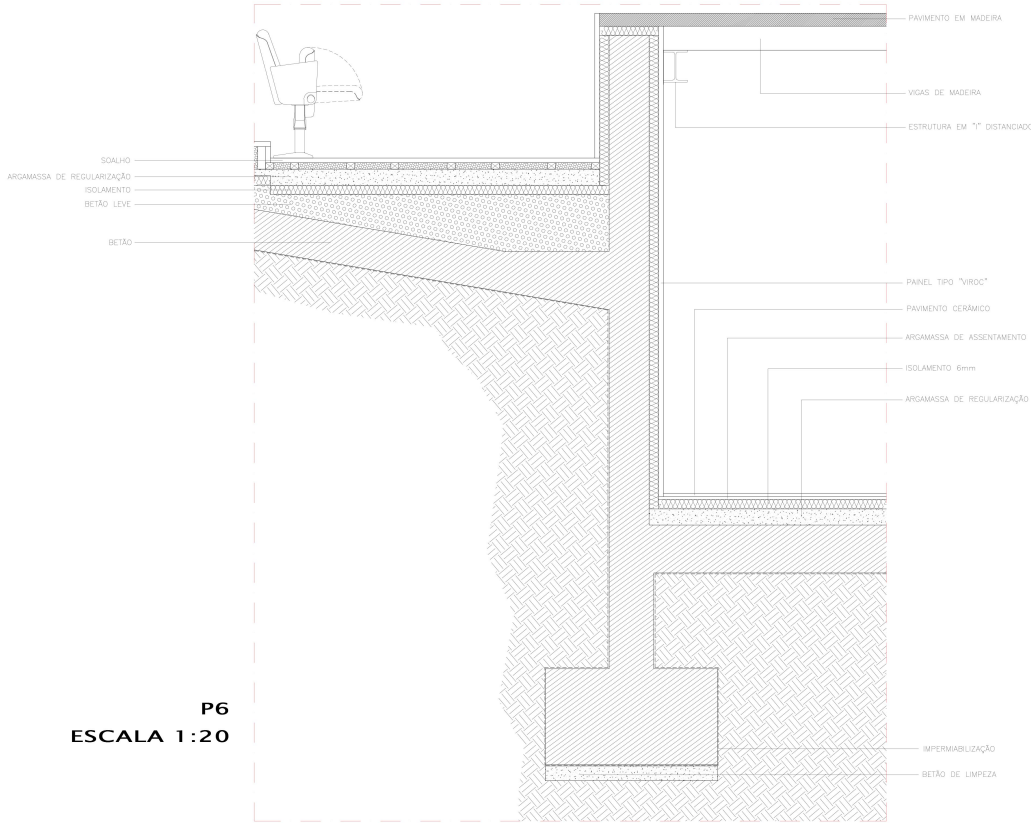 PAVIMENTO EM MADEIRA
VIGAS DE MADEIRA
ESTRUTURA EM "I" DISTANCIADO
SOALHO
ARGAMASSA DE REGULARIZAÇÃO
ISOLAMENTO
BETÃO LEVE
BETÃO
PAINEL TIPO "VIROC"
PAVIMENTO CERÂMICO
ARGAMASSA DE ASSENTAMENTO
ISOLAMENTO 6mm
ARGAMASSA DE REGULARIZAÇÃO
P6
ESCALA 1:20
IMPERMIABILIZAÇÃO
BETÃO DE LIMPEZA